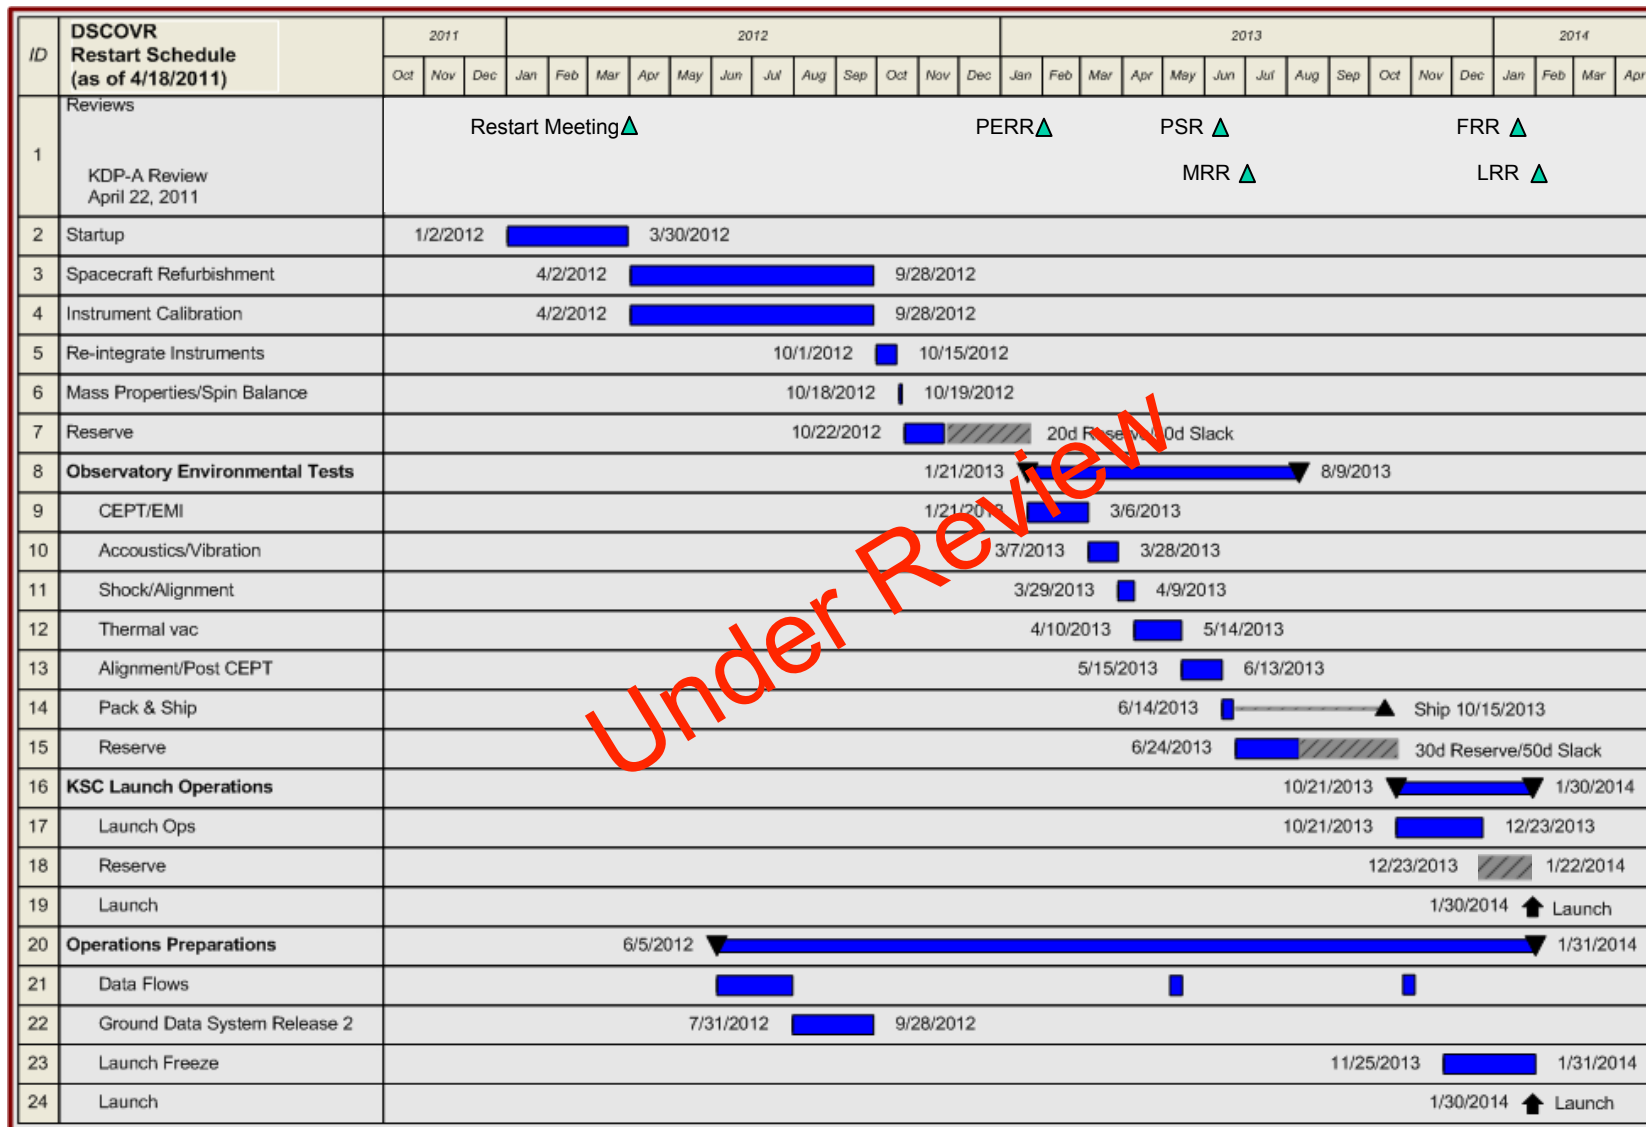 ID
DSCOVR
Restart Schedule
(as of 4/18/2011)
2011 2012 2013 2014
Oct Nov Dec Jan Feb Mar Apr May Jun Jul Aug Sep Oct Nov Dec Jan Feb Mar Apr May Jun Jul Aug Sep Oct Nov Dec Jan Feb Mar Apr
1 Reviews
Restart Meeting PERR PSR FRR
KDP-A Review MRR LRR
April 22, 2011
2 Startup 1/2/2012 3/30/2012
3 Spacecraft Refurbishment 4/2/2012 9/28/2012
4 Instrument Calibration 4/2/2012 9/28/2012
5 Re-integrate Instruments 10/1/2012 10/15/2012
6 Mass Properties/Spin Balance 10/18/2012 10/19/2012
7 Reserve 10/22/2012 20d Reserve/ Slack
8 Observatory Environmental Tests 1/21/2013 8/9/2013
9 CEPT/EMI 1/21/2013 3/6/2013
10 Accoustics/Vibration 3/7/2013 3/28/2013
11 Shock/Alignment 3/29/2013 4/9/2013
12 Thermal vac 4/10/2013 5/14/2013
13 Alignment/Post CEPT 5/15/2013 6/13/2013
14 Pack & Ship 6/14/2013 Ship 10/15/2013
15 Reserve 6/24/2013 30d Reserve/50d Slack
16 KSC Launch Operations 10/21/2013 1/30/2014
17 Launch Ops 10/21/2013 12/23/2013
18 Reserve 12/23/2013 1/22/2014
19 Launch 1/30/2014 Launch
20 Operations Preparations 6/5/2012 1/31/2014
21 Data Flows
22 Ground Data System Release 2 7/31/2012 9/28/2012
23 Launch Freeze 11/25/2013 1/31/2014
24 Launch 1/30/2014 Launch
Under Review